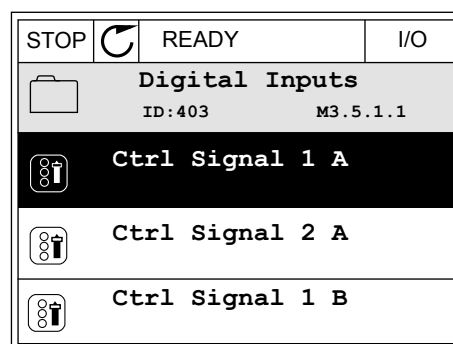 STOP READY I/O
Digital Inputs
ID:403 M3.5.1.1
Ctrl Signal 1 A
Ctrl Signal 2 A
Ctrl Signal 1 B